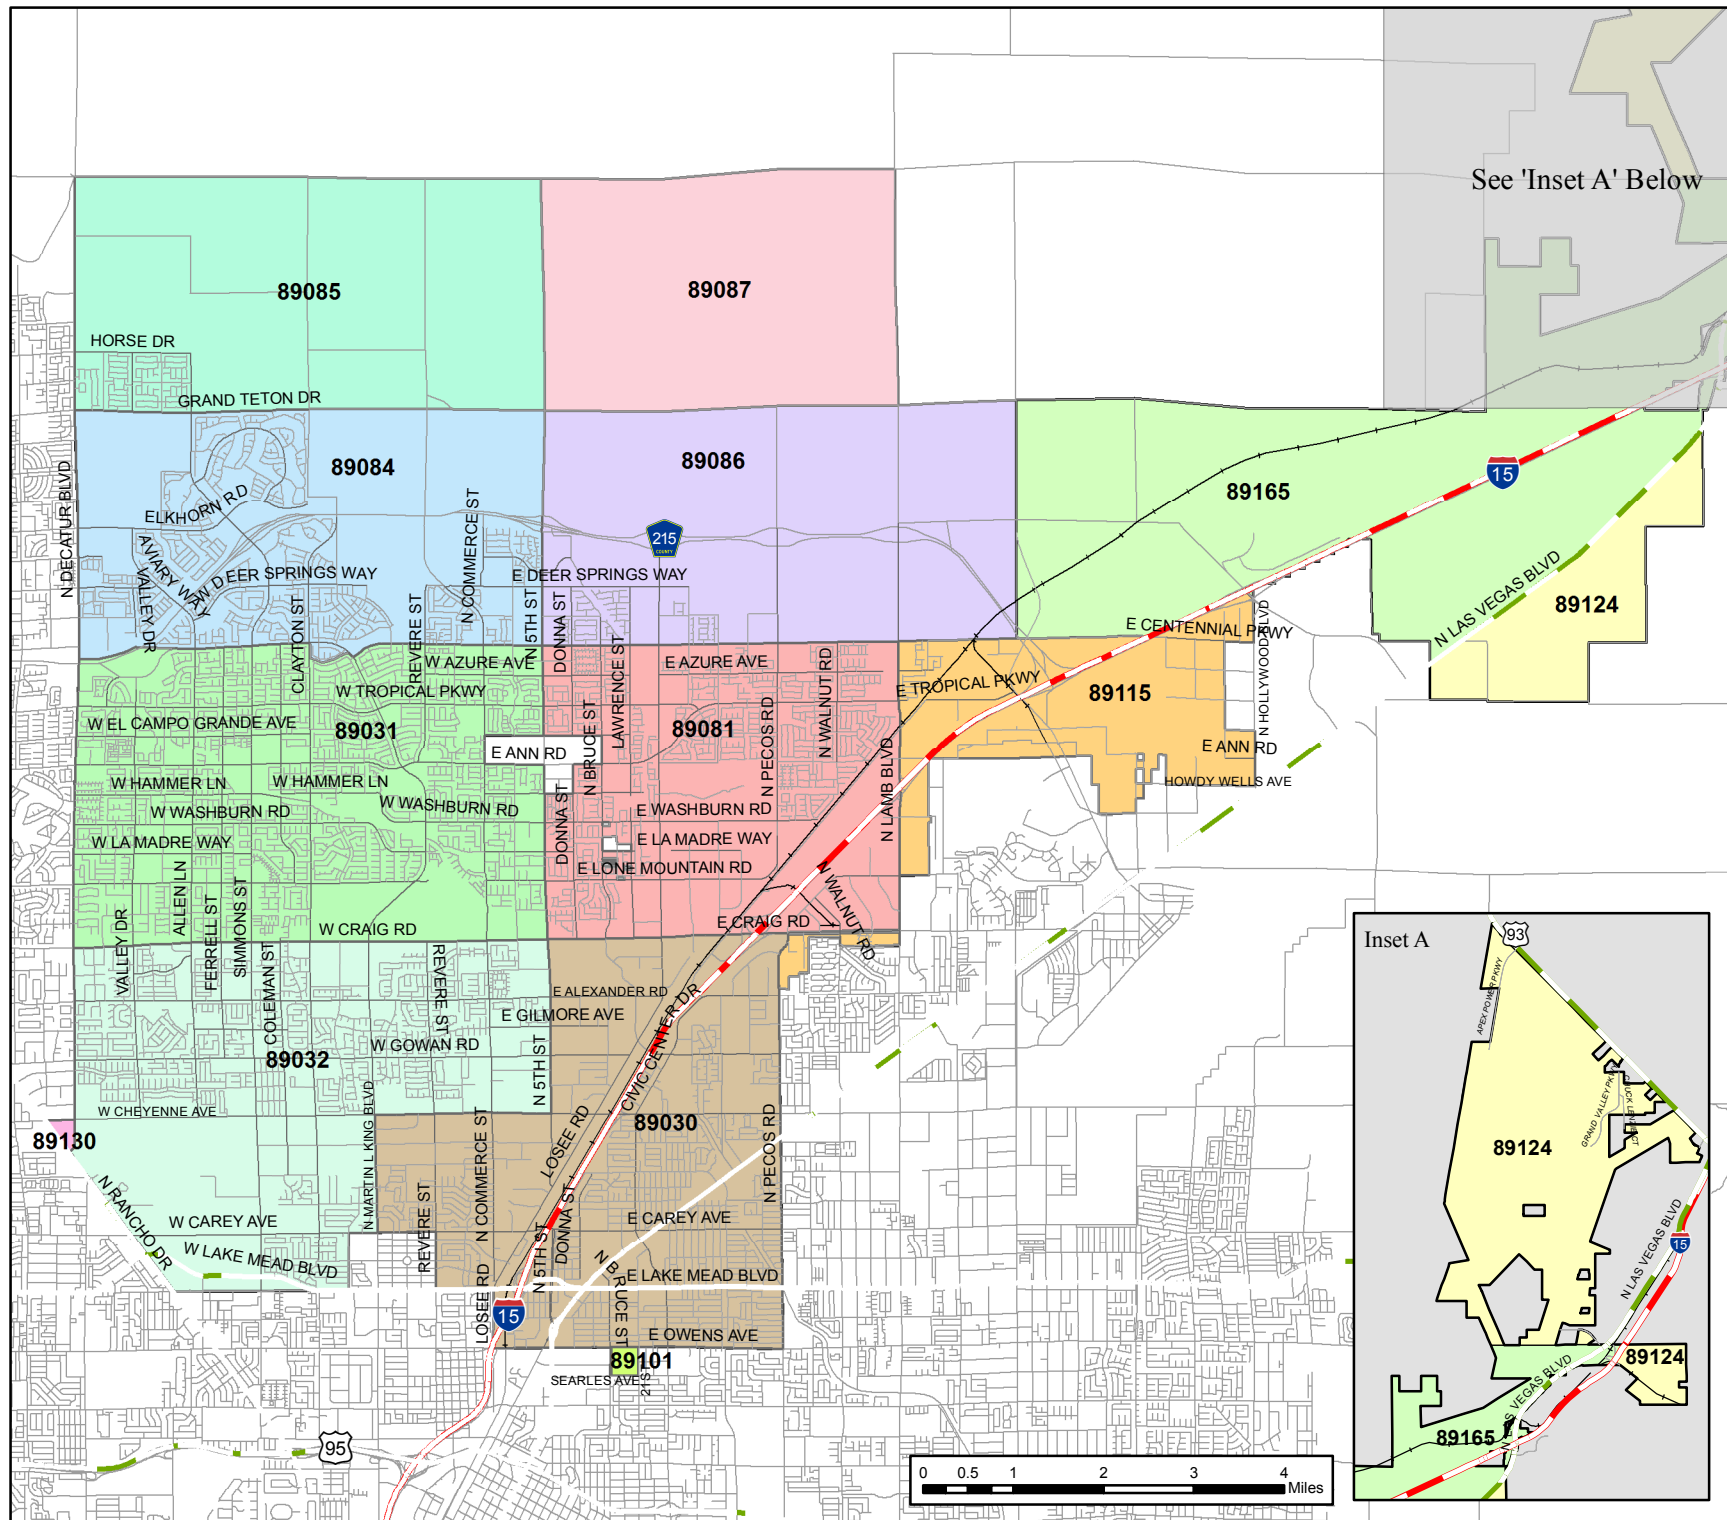 See 'Inset A' Below
89085
89087
HORSE DR
GRAND TETON DR
89084
89086
89165
15
N DECATUR BLVD
ELKHORN RD
N COMMERCE ST
215
COUNTY
AVIARY WAY
VALLEY DR
W DEER SPRINGS WAY
E DEER SPRINGS WAY
N LAS VEGAS BLVD
89124
CLAYTON ST
REVERE ST
N 5TH ST
DONNA ST
LAWRENCE ST
N HOLLYWOOD BLVD
E CENTENNIAL PKWY
W AZURE AVE
E AZURE AVE
N WALNUT RD
W TROPICAL PKWY
E TROPICAL PKWY
89115
W EL CAMPO GRANDE AVE
89031
89081
N BRUCE ST
N PECOS RD
E ANN RD
E ANN RD
N LAMB BLVD
W HAMMER LN
W HAMMER LN
HOWDY WELLS AVE
W WASHBURN RD
W WASHBURN RD
E WASHBURN RD
DONNA ST
W LA MADRE WAY
E LA MADRE WAY
E LONE MOUNTAIN RD
ALLEN LN
FERRELL ST
SIMMONS ST
VALLEY DR
N WALNUT RD
W CRAIG RD
E CRAIG RD
COLEMAN ST
REVERE ST
E ALEXANDER RD
E GILMORE AVE
CIVIC CENTER DR
W GOWAN RD
89032
N 5TH ST
W CHEYENNE AVE
N MARTIN L KING BLVD
LOSEE RD
89030
89130
N COMMERCE ST
N PECOS RD
N RANCHO DR
REVERE ST
DONNA ST
W CAREY AVE
E CAREY AVE
W LAKE MEAD BLVD
N 5TH ST
N BRUCE ST
E LAKE MEAD BLVD
LOSEE RD
15
E OWENS AVE
89101
SEARLES AVE
21ST
95
Inset A
93
APEX POWER PKWY
GRAND VALLEY PKWY
89124
N LAS VEGAS BLVD
15
89124
LAS VEGAS BLVD
89165
0 0.5 1 2 3 4
Miles